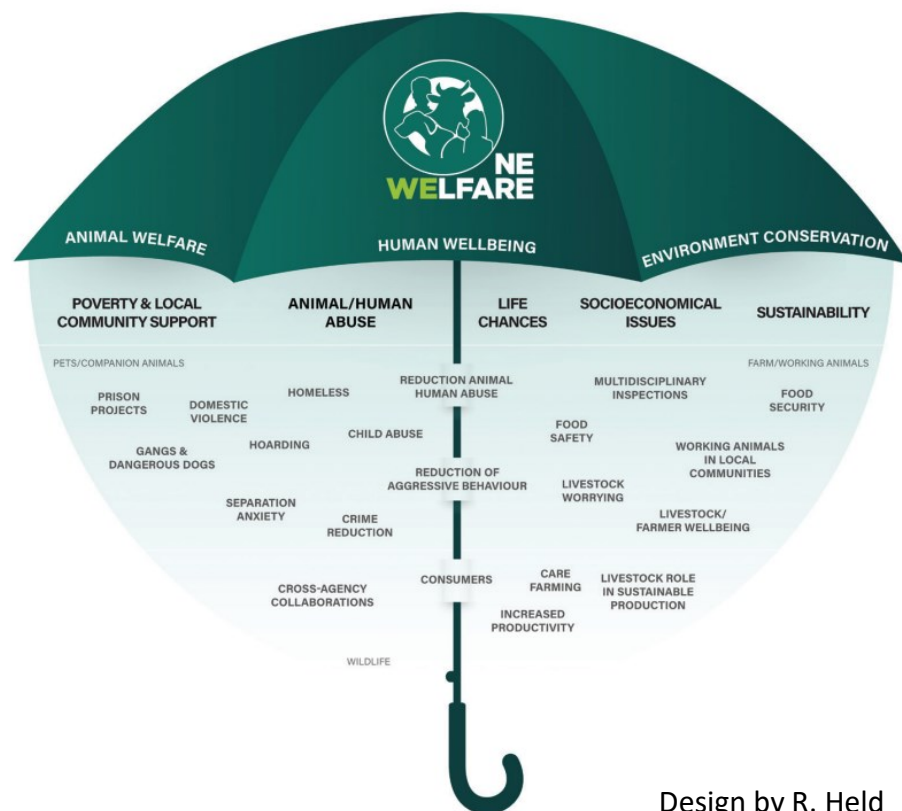 ONE
WELFARE
ANIMAL WELFARE
HUMAN WELLBEING
ENVIRONMENT CONSERVATION
POVERTY & LOCAL
COMMUNITY SUPPORT
ANIMAL/HUMAN
ABUSE
LIFE
CHANCES
SOCIOECONOMICAL
ISSUES
SUSTAINABILITY
PETS/COMPANION ANIMALS
FARM/WORKING ANIMALS
PRISON
PROJECTS
DOMESTIC
VIOLENCE
HOMELESS
REDUCTION ANIMAL
HUMAN ABUSE
MULTIDISCIPLINARY
INSPECTIONS
FOOD
SECURITY
GANGS &
DANGEROUS DOGS
HOARDING
CHILD ABUSE
FOOD
SAFETY
WORKING ANIMALS
IN LOCAL
COMMUNITIES
REDUCTION OF
AGGRESSIVE BEHAVIOUR
LIVESTOCK
WORRYING
SEPARATION
ANXIETY
CRIME
REDUCTION
LIVESTOCK/
FARMER WELLBEING
CROSS-AGENCY
COLLABORATIONS
CONSUMERS
CARE
FARMING
LIVESTOCK ROLE
IN SUSTAINABLE
PRODUCTION
INCREASED
PRODUCTIVITY
WILDLIFE
Design by R. Held